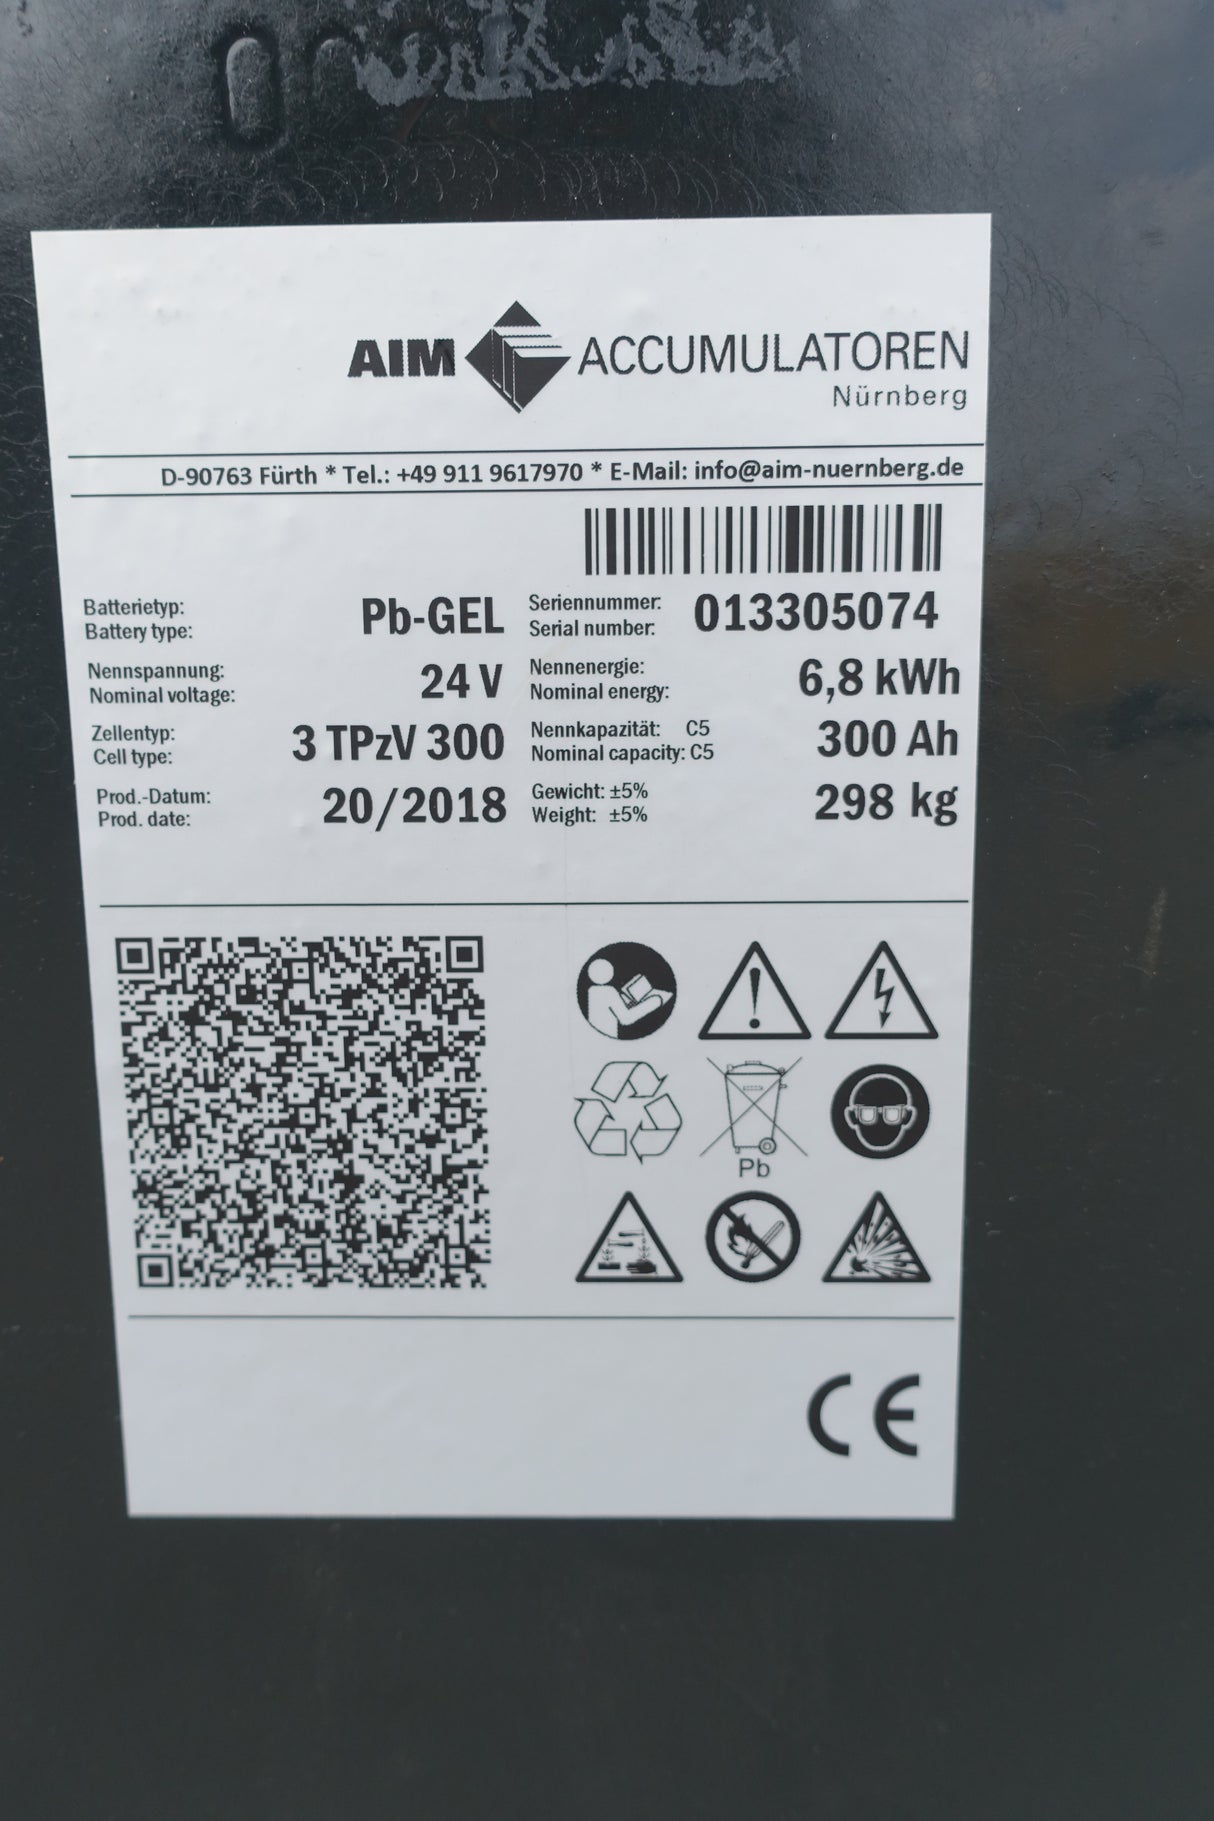 AIM ACCUMULATOREN
Nürnberg
D-90763 Fürth * Tel.: +49 911 9617970 * E-Mail: info@aim-nuernberg.de
Batterietyp:
Battery type:
Pb-GEL
Seriennummer:
Serial number:
013305074
Nennspannung:
Nominal voltage:
24 V
Nennenergie:
Nominal energy:
6,8 kWh
Zellentyp:
Cell type:
3 TPzV 300
Nennkapazität: C5
Nominal capacity: C5
300 Ah
Prod.-Datum:
Prod. date:
20/2018
Gewicht: ±5%
Weight: ±5%
298 kg
Pb
CE